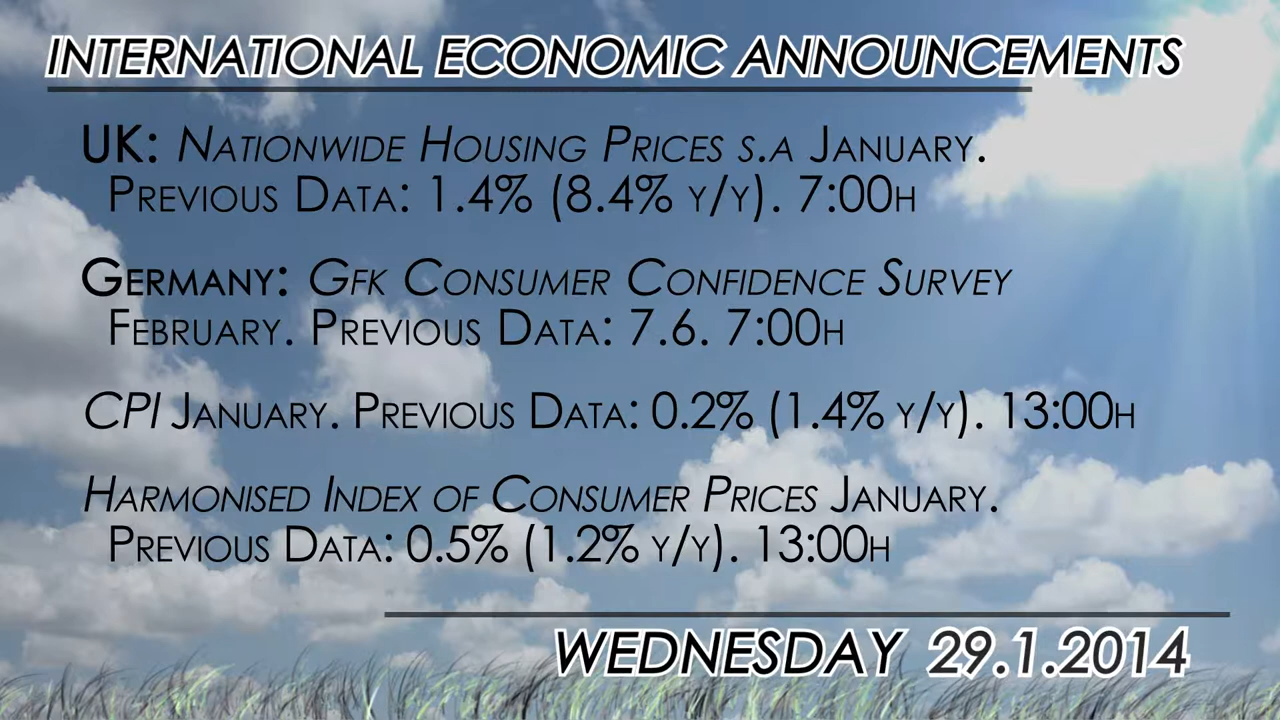 INTERNATIONAL ECONOMIC ANNOUNCEMENTS
UK: NATIONWIDE HOUSING PRICES S.A JANUARY.
PREVIOUS DATA: 1.4% (8.4% Y/Y). 7:00H
GERMANY: GFK CONSUMER CONFIDENCE SURVEY
FEBRUARY. PREVIOUS DATA: 7.6. 7:00H
CPI JANUARY. PREVIOUS DATA: 0.2% (1.4% Y/Y). 13:00H
HARMONISED INDEX OF CONSUMER PRICES JANUARY.
PREVIOUS DATA: 0.5% (1.2% Y/Y). 13:00H
WEDNESDAY 29.1.2014